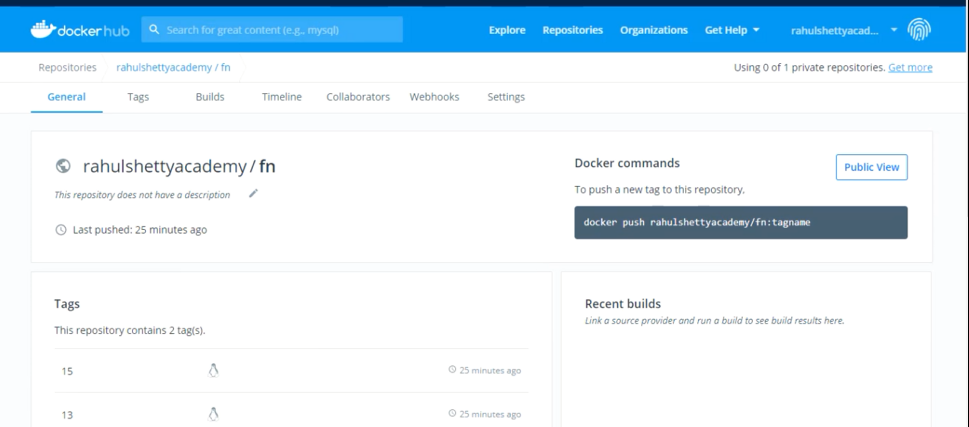 dockerhub
Search for great content (e.g., mysql)
Explore Repositories Organizations Get Help rahulshettyacad...
Repositories rahulshettyacademy / fn
Using 0 of 1 private repositories. Get more
General Tags Builds Timeline Collaborators Webhooks Settings
rahulshettyacademy / fn
This repository does not have a description
Last pushed: 25 minutes ago
Docker commands
Public View
To push a new tag to this repository,
docker push rahulshettyacademy/fn:tagname
Tags
This repository contains 2 tag(s).
15 25 minutes ago
13 25 minutes ago
Recent builds
Link a source provider and run a build to see build results here.